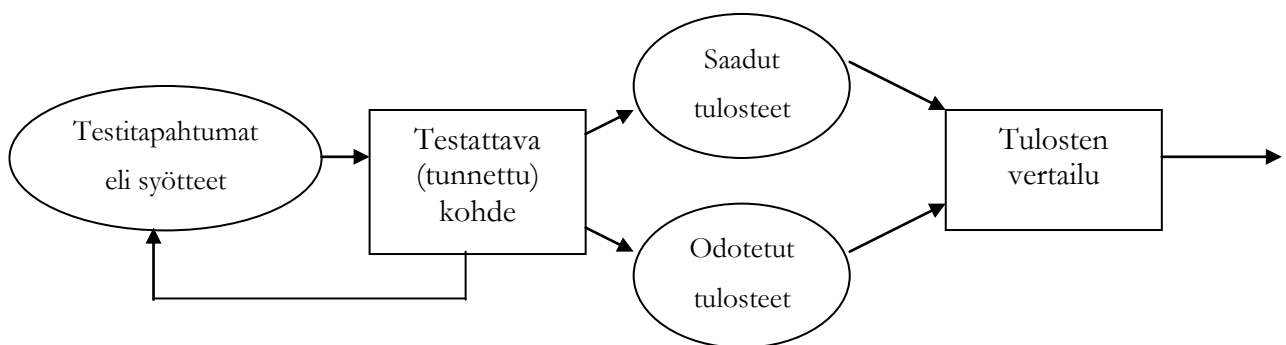 Testitapahtumat
eli syötteet
Testattava
(tunnettu)
kohde
Saadut
tulosteet
Odotetut
tulosteet
Tulosten
vertailu